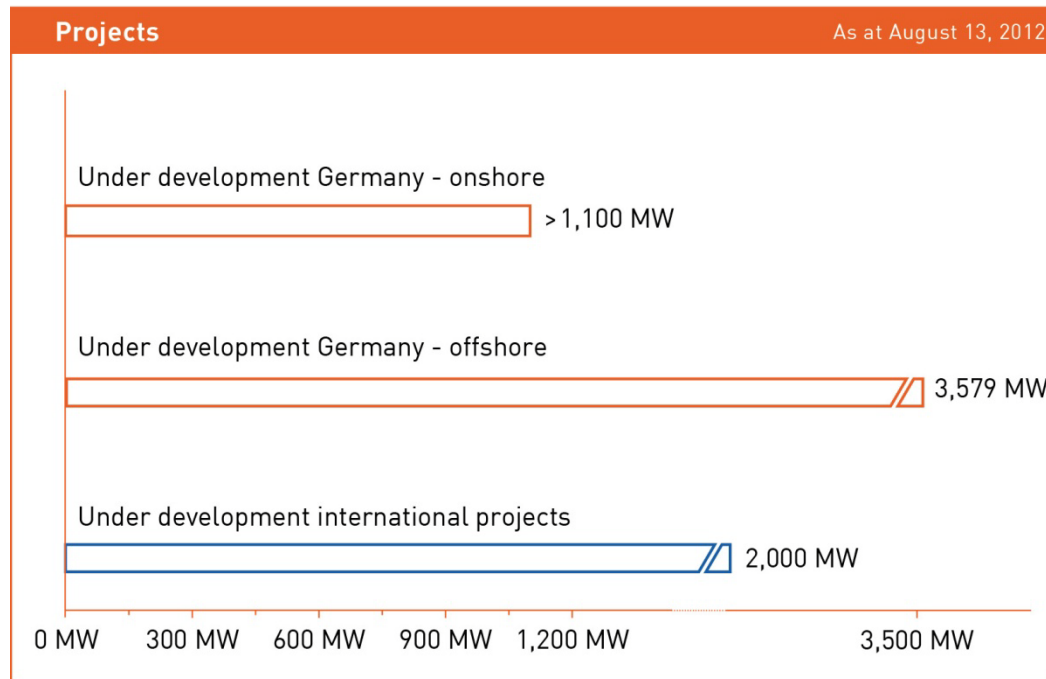 Projects
As at August 13, 2012
Under development Germany - onshore
>1,100 MW
Under development Germany - offshore
3,579 MW
Under development international projects
2,000 MW
0 MW 300 MW 600 MW 900 MW 1,200 MW 3,500 MW